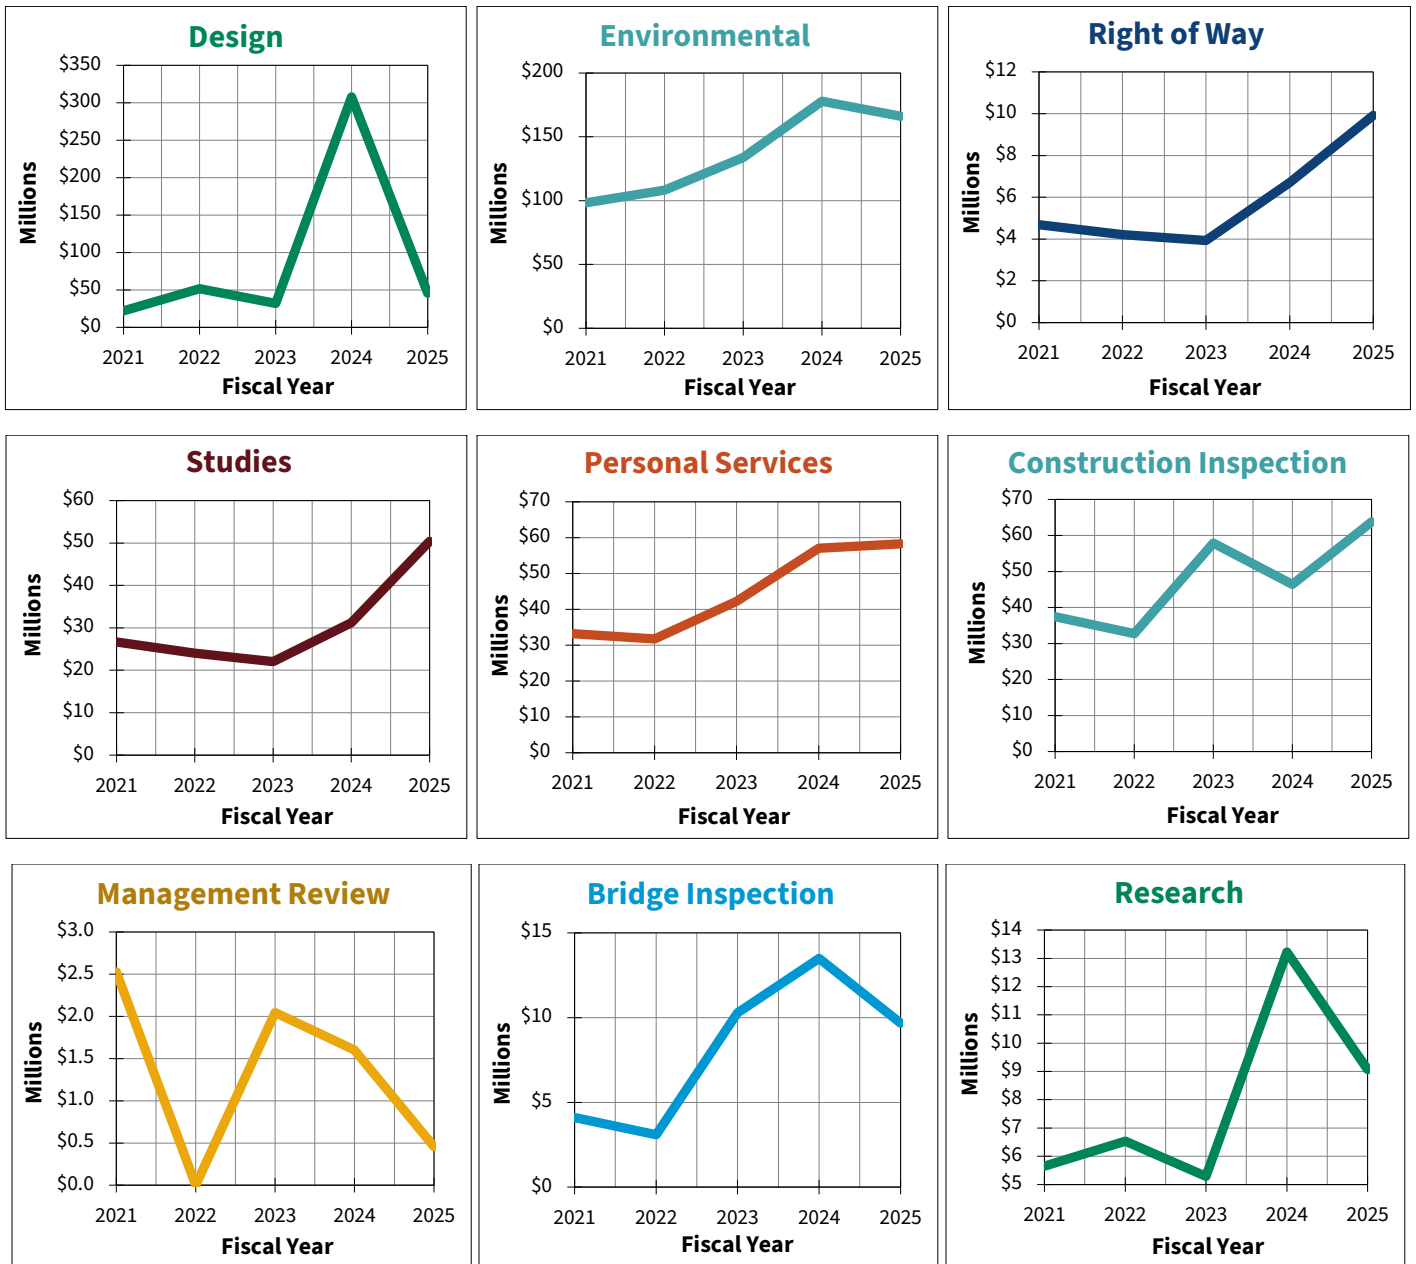 Design
$350
$300
$250
$200
$150
$100
$50
$0
Millions
2021 2022 2023 2024 2025
Fiscal Year
Environmental
$200
$150
$100
$50
$0
Millions
2021 2022 2023 2024 2025
Fiscal Year
Right of Way
$12
$10
$8
$6
$4
$2
$0
Millions
2021 2022 2023 2024 2025
Fiscal Year
Studies
$60
$50
$40
$30
$20
$10
$0
Millions
2021 2022 2023 2024 2025
Fiscal Year
Personal Services
$70
$60
$50
$40
$30
$20
$10
$0
Millions
2021 2022 2023 2024 2025
Fiscal Year
Construction Inspection
$70
$60
$50
$40
$30
$20
$10
$0
Millions
2021 2022 2023 2024 2025
Fiscal Year
Management Review
$3.0
$2.5
$2.0
$1.5
$1.0
$0.5
$0.0
Millions
2021 2022 2023 2024 2025
Fiscal Year
Bridge Inspection
$15
$10
$5
$0
Millions
2021 2022 2023 2024 2025
Fiscal Year
Research
$14
$13
$12
$11
$10
$9
$8
$7
$6
$5
Millions
2021 2022 2023 2024 2025
Fiscal Year